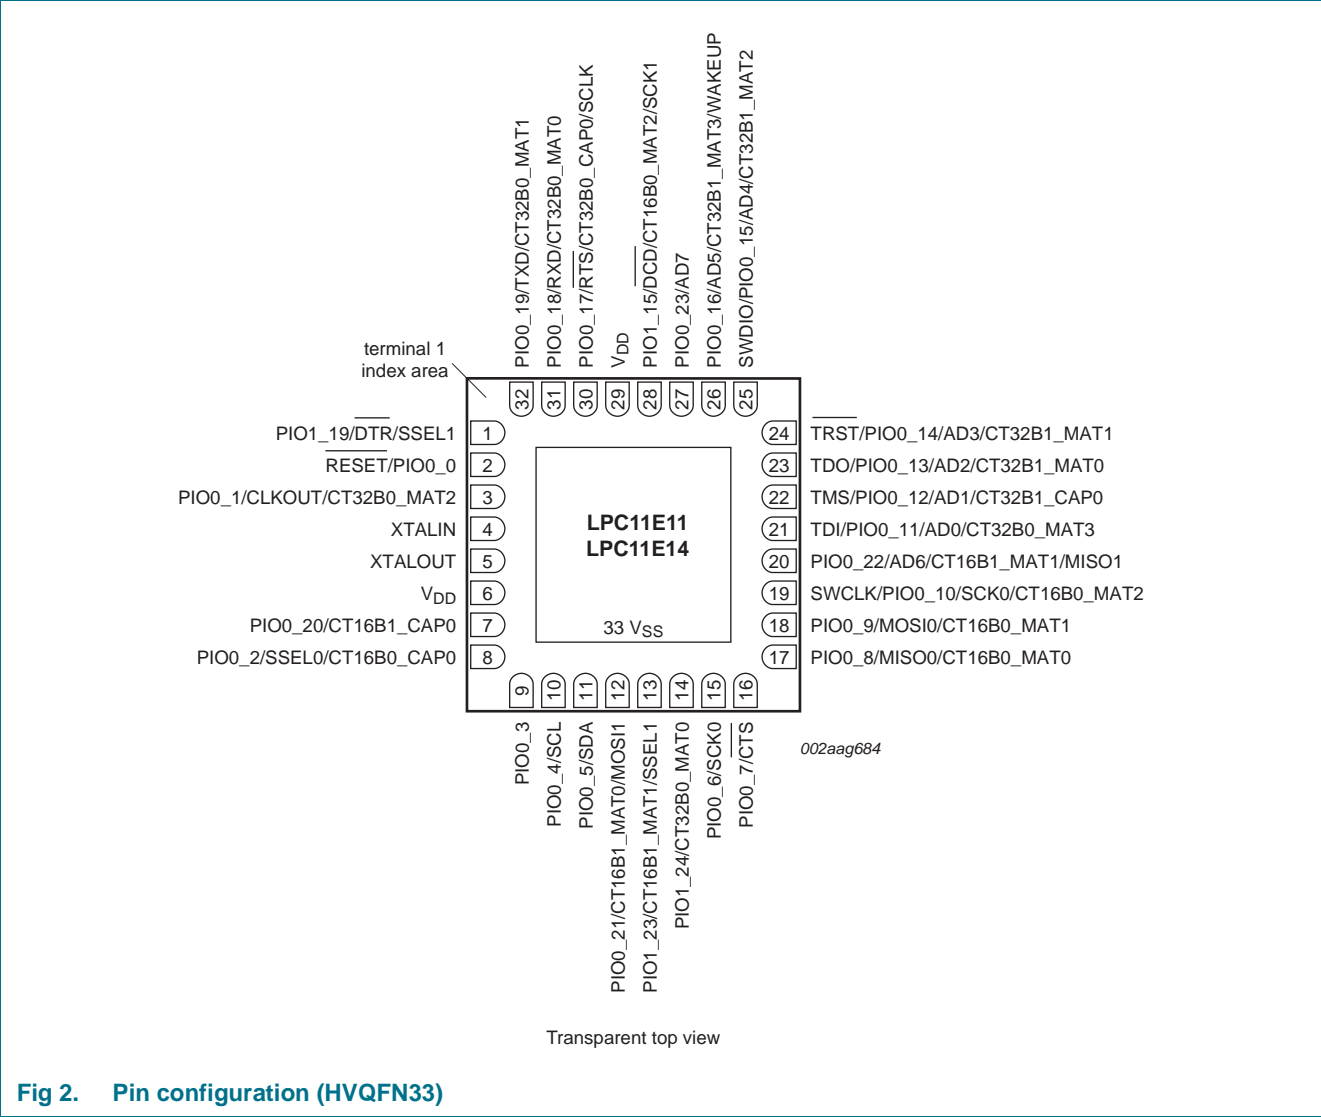 PIO0_19/TXD/CT32B0_MAT1
PIO0_18/RXD/CT32B0_MAT0
PIO0_17/RTS/CT32B0_CAP0/SCLK
VDD
PIO1_15/DCD/CT16B0_MAT2/SCK1
PIO0_23/AD7
PIO0_16/AD5/CT32B1_MAT3/WAKEUP
SWDIO/PIO0_15/AD4/CT32B1_MAT2
terminal 1
index area
32
31
30
29
28
27
26
25
PIO1_19/DTR/SSEL1 1
RESET/PIO0_0 2
PIO0_1/CLKOUT/CT32B0_MAT2 3
XTALIN 4
XTALOUT 5
VDD 6
PIO0_20/CT16B1_CAP0 7
PIO0_2/SSEL0/CT16B0_CAP0 8
LPC11E11
LPC11E14
33 VSS
24 TRST/PIO0_14/AD3/CT32B1_MAT1
23 TDO/PIO0_13/AD2/CT32B1_MAT0
22 TMS/PIO0_12/AD1/CT32B1_CAP0
21 TDI/PIO0_11/AD0/CT32B0_MAT3
20 PIO0_22/AD6/CT16B1_MAT1/MISO1
19 SWCLK/PIO0_10/SCK0/CT16B0_MAT2
18 PIO0_9/MOSI0/CT16B0_MAT1
17 PIO0_8/MISO0/CT16B0_MAT0
9
10
11
12
13
14
15
16
PIO0_3
PIO0_4/SCL
PIO0_5/SDA
PIO0_21/CT16B1_MAT0/MOSI1
PIO1_23/CT16B1_MAT1/SSEL1
PIO1_24/CT32B0_MAT0
PIO0_6/SCK0
PIO0_7/CTS
002aag684
Transparent top view
Fig 2. Pin configuration (HVQFN33)